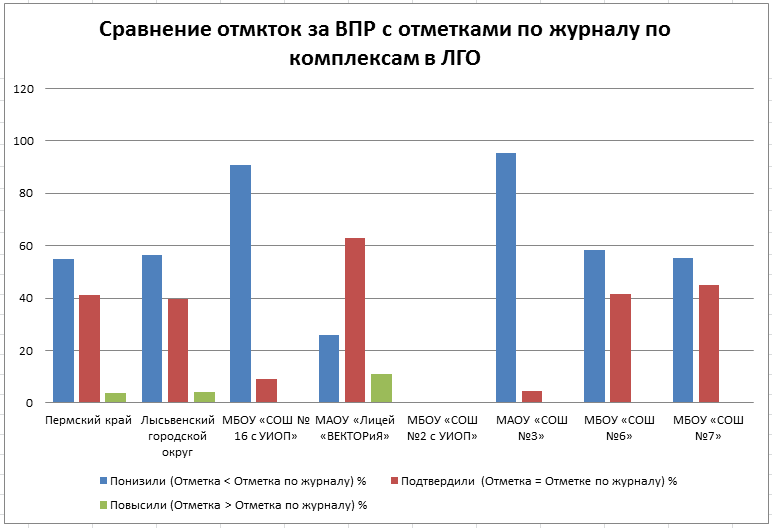 Сравнение отмкток за ВПР с отметками по журналу по
комплексам в ЛГО
120
100
80
60
40
20
0
Пермский край
Лысьвенский
городской
округ
МБОУ «СОШ №
16 с УИОП»
МАОУ «Лицей
«ВЕКТОРиЯ»
МБОУ «СОШ
№2 с УИОП»
МАОУ «СОШ
№3»
МБОУ «СОШ
№6»
МБОУ «СОШ
№7»
Понизили (Отметка < Отметка по журналу) %
Подтвердили (Отметка = Отметке по журналу) %
Повысили (Отметка > Отметка по журналу) %